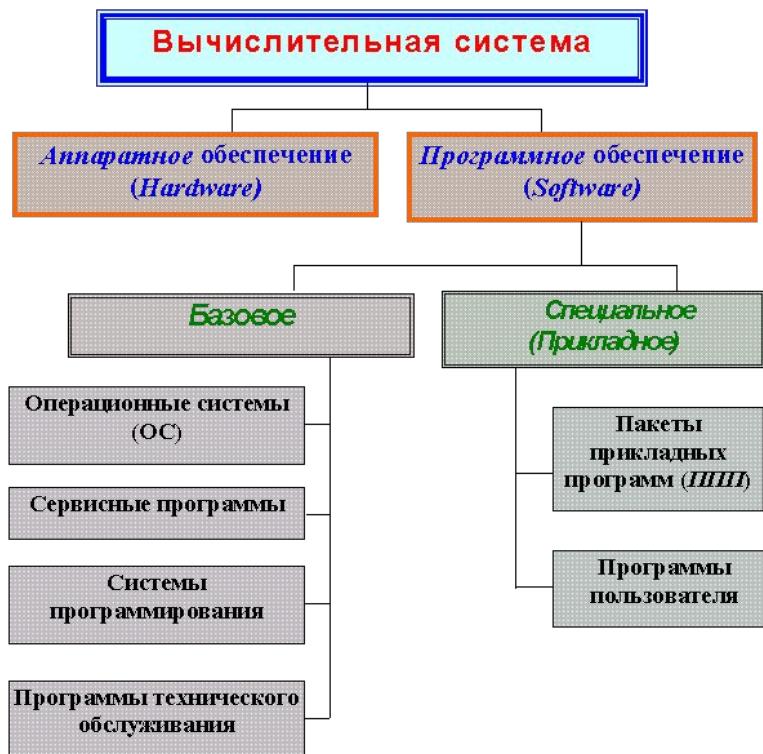 Вычислительная система
Аппаратное обеспечение
(Hardware)
Программное обеспечение
(Software)
Базовое
Специальное
(Прикладное)
Операционные системы
(ОС)
Сервисные программы
Системы
программирования
Программы технического
обслуживания
Пакеты
прикладных
программ (ППП)
Программы
пользователя